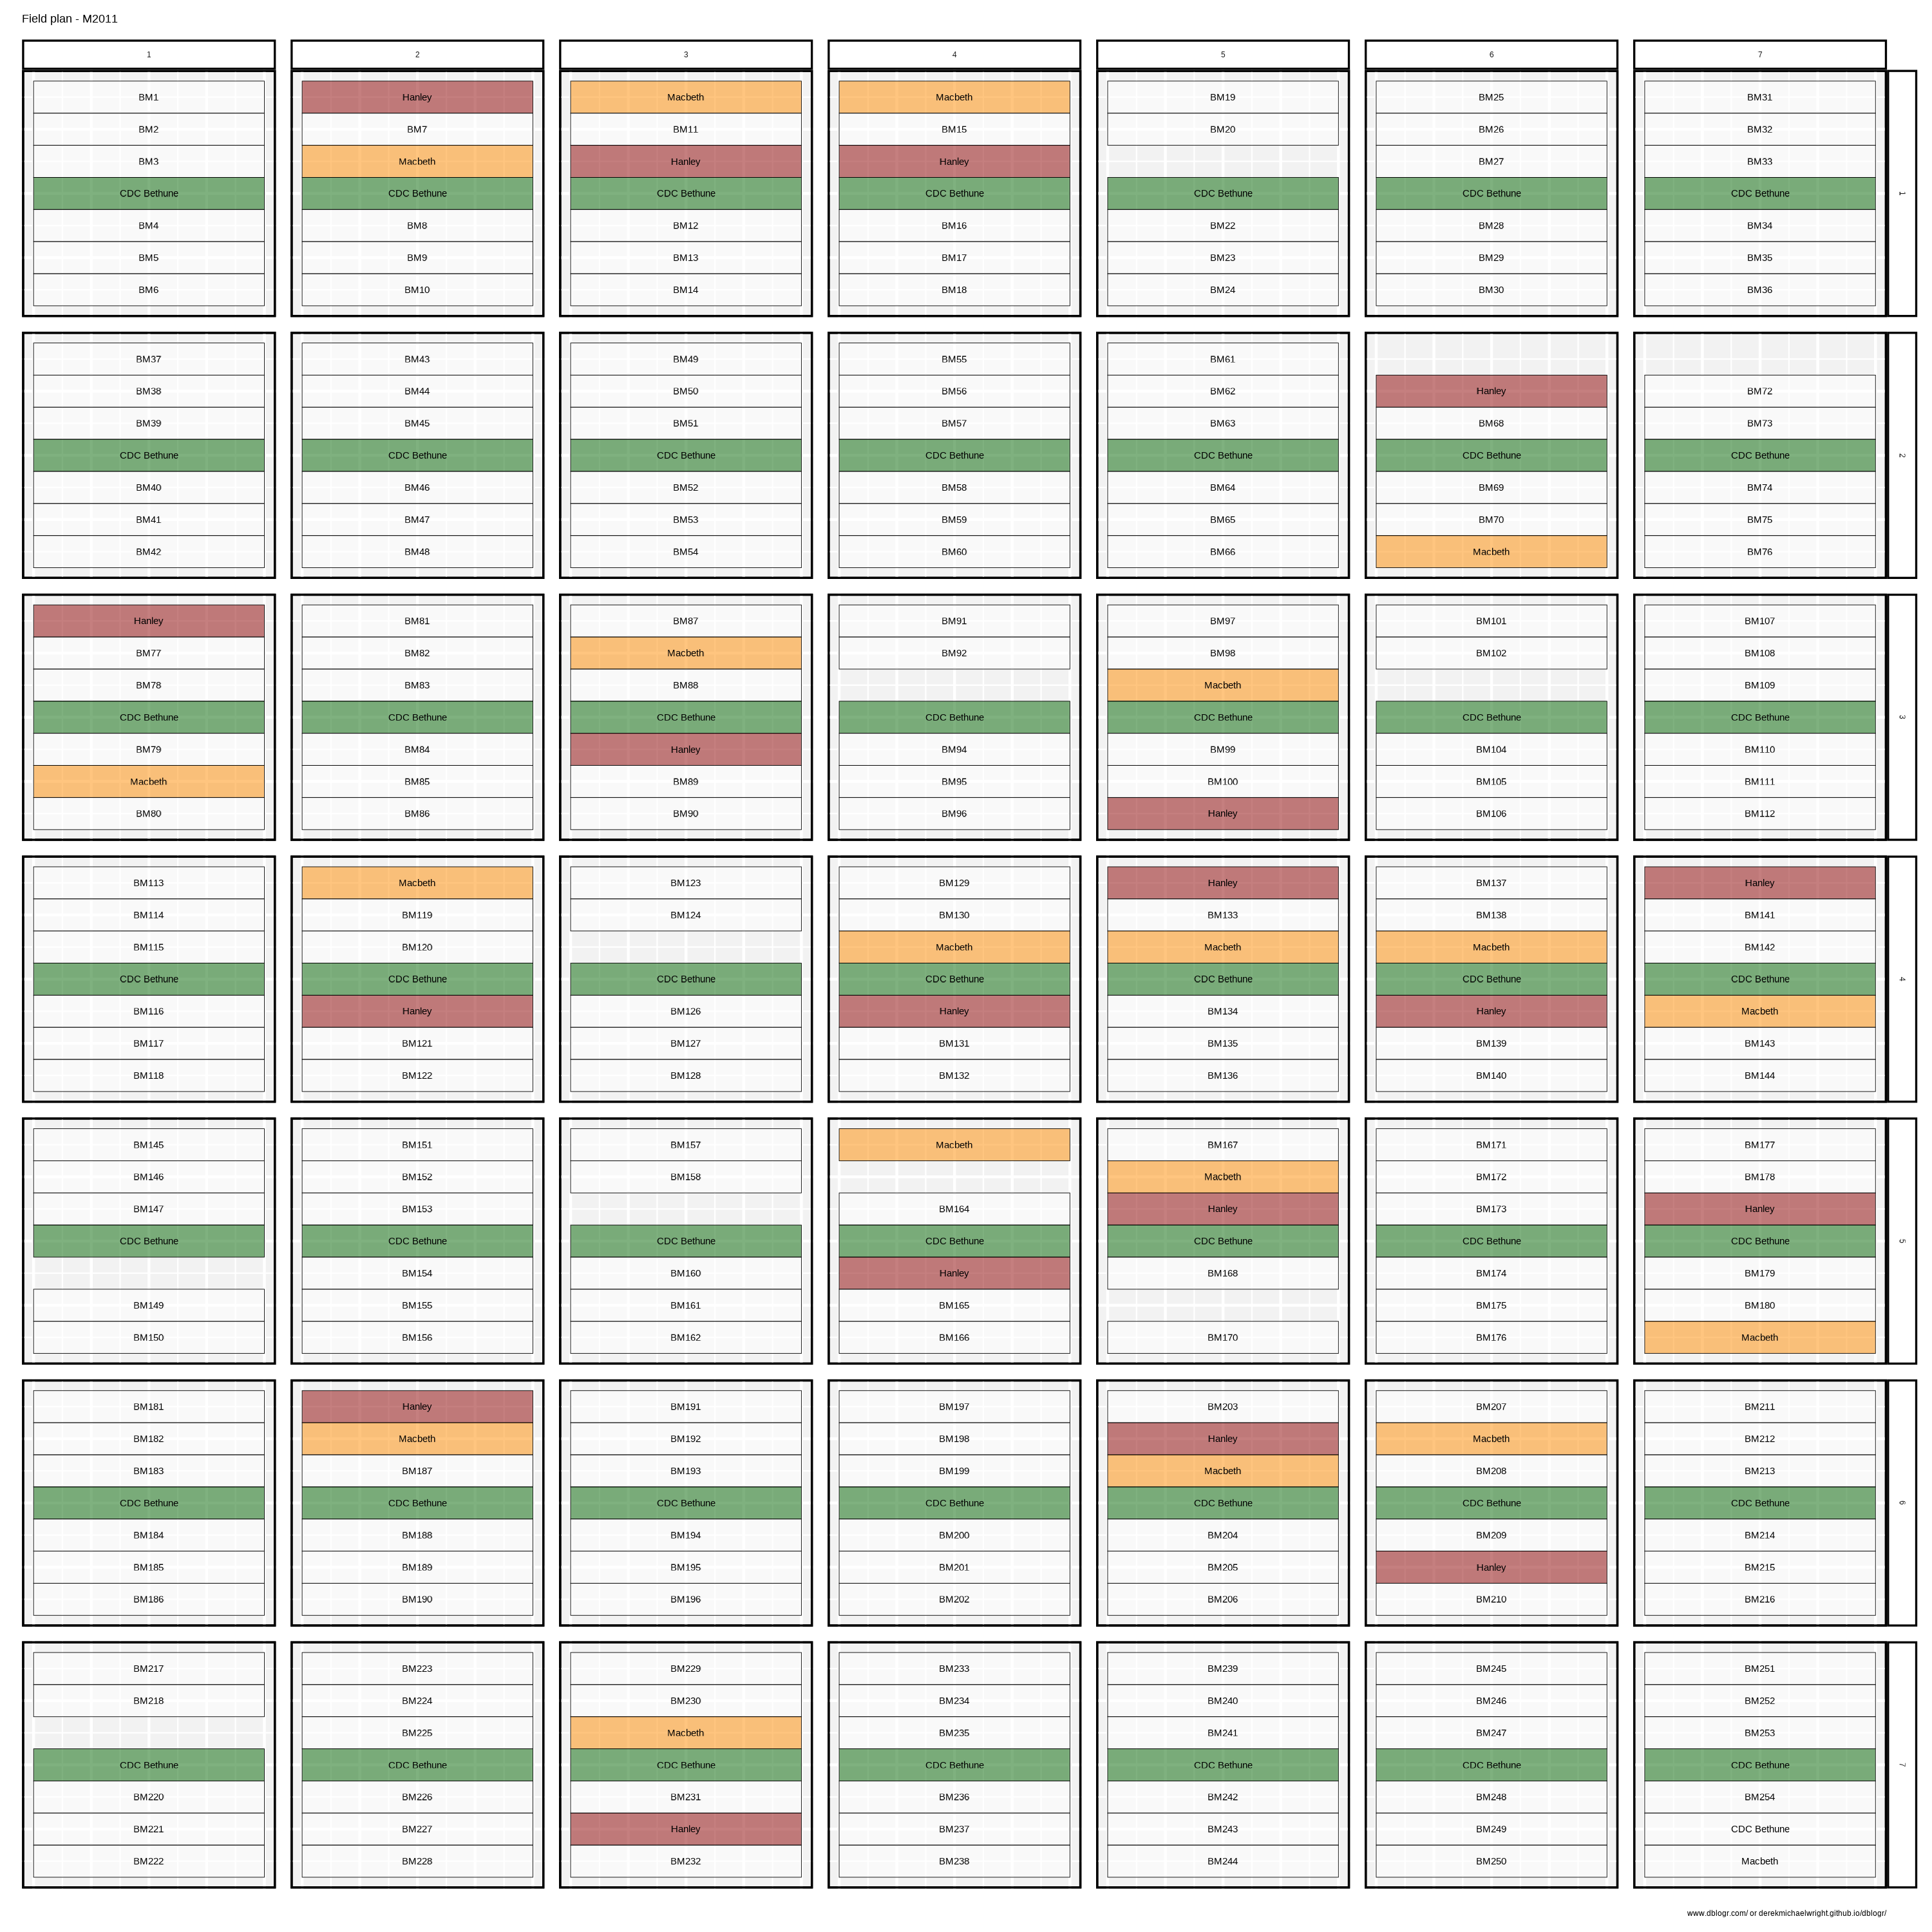 Field plan - M2011
1 2 3 4 5 6 7
BM1 Hanley Macbeth Macbeth BM19 BM25 BM31
BM2 BM7 BM11 BM15 BM20 BM26 BM32
BM3 Macbeth Hanley Hanley BM27 BM33
CDC Bethune CDC Bethune CDC Bethune CDC Bethune CDC Bethune CDC Bethune CDC Bethune 1
BM4 BM8 BM12 BM16 BM22 BM28 BM34
BM5 BM9 BM13 BM17 BM23 BM29 BM35
BM6 BM10 BM14 BM18 BM24 BM30 BM36
BM37 BM43 BM49 BM55 BM61
BM38 BM44 BM50 BM56 BM62 Hanley BM72
BM39 BM45 BM51 BM57 BM63 BM68 BM73
CDC Bethune CDC Bethune CDC Bethune CDC Bethune CDC Bethune CDC Bethune CDC Bethune 2
BM40 BM46 BM52 BM58 BM64 BM69 BM74
BM41 BM47 BM53 BM59 BM65 BM70 BM75
BM42 BM48 BM54 BM60 BM66 Macbeth BM76
Hanley BM81 BM87 BM91 BM97 BM101 BM107
BM77 BM82 Macbeth BM92 BM98 BM102 BM108
BM78 BM83 BM88 Macbeth BM109
CDC Bethune CDC Bethune CDC Bethune CDC Bethune CDC Bethune CDC Bethune CDC Bethune 3
BM79 BM84 Hanley BM94 BM99 BM104 BM110
Macbeth BM85 BM89 BM95 BM100 BM105 BM111
BM80 BM86 BM90 BM96 Hanley BM106 BM112
BM113 Macbeth BM123 BM129 Hanley BM137 Hanley
BM114 BM119 BM124 BM130 BM133 BM138 BM141
BM115 BM120 Macbeth Macbeth Macbeth BM142
CDC Bethune CDC Bethune CDC Bethune CDC Bethune CDC Bethune CDC Bethune CDC Bethune 4
BM116 Hanley BM126 Hanley BM134 Hanley Macbeth
BM117 BM121 BM127 BM131 BM135 BM139 BM143
BM118 BM122 BM128 BM132 BM136 BM140 BM144
BM145 BM151 BM157 Macbeth BM167 BM171 BM177
BM146 BM152 BM158 Macbeth BM172 BM178
BM147 BM153 BM164 Hanley BM173 Hanley
CDC Bethune CDC Bethune CDC Bethune CDC Bethune CDC Bethune CDC Bethune CDC Bethune 5
BM154 BM160 Hanley BM168 BM174 BM179
BM149 BM155 BM161 BM165 BM175 BM180
BM150 BM156 BM162 BM166 BM170 BM176 Macbeth
BM181 Hanley BM191 BM197 BM203 BM207 BM211
BM182 Macbeth BM192 BM198 Hanley Macbeth BM212
BM183 BM187 BM193 BM199 Macbeth BM208 BM213
CDC Bethune CDC Bethune CDC Bethune CDC Bethune CDC Bethune CDC Bethune CDC Bethune 6
BM184 BM188 BM194 BM200 BM204 BM209 BM214
BM185 BM189 BM195 BM201 BM205 Hanley BM215
BM186 BM190 BM196 BM202 BM206 BM210 BM216
BM217 BM223 BM229 BM233 BM239 BM245 BM251
BM218 BM224 BM230 BM234 BM240 BM246 BM252
BM225 Macbeth BM235 BM241 BM247 BM253
CDC Bethune CDC Bethune CDC Bethune CDC Bethune CDC Bethune CDC Bethune CDC Bethune 7
BM220 BM226 BM231 BM236 BM242 BM248 BM254
BM221 BM227 Hanley BM237 BM243 BM249 CDC Bethune
BM222 BM228 BM232 BM238 BM244 BM250 Macbeth
www.dblogr.com/ or derekmichaelwright.github.io/dblogr/